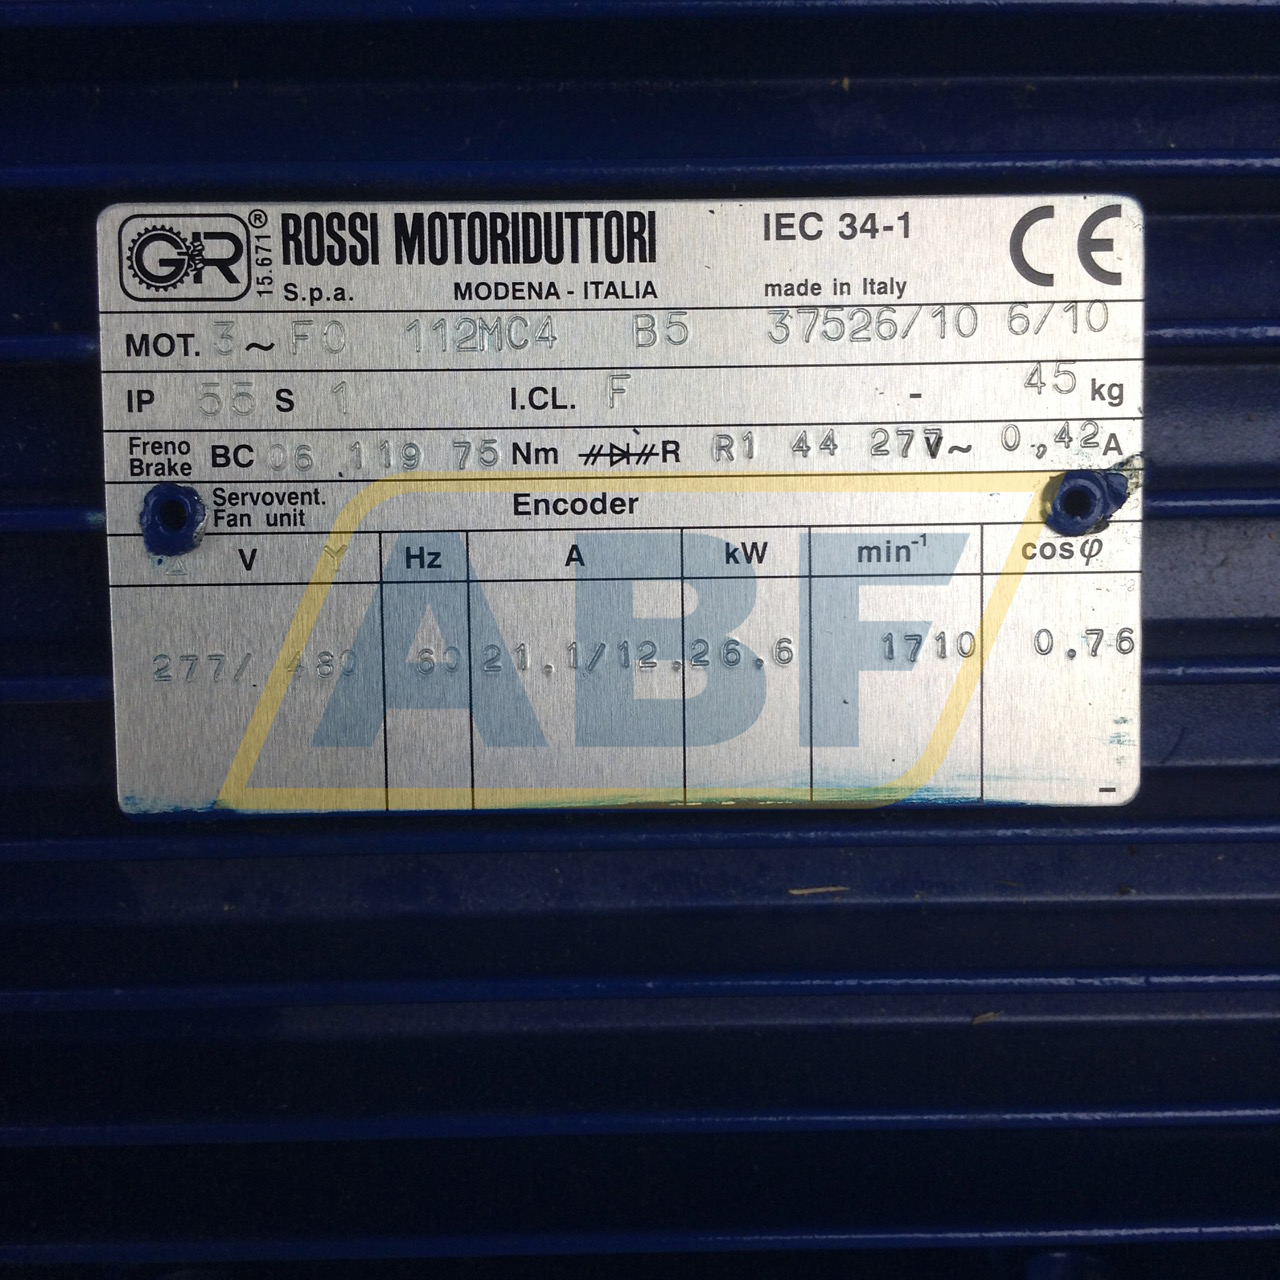 GR ® 15.671 ROSSI MOTORIDUTTORI IEC 34-1 CE
S.p.a. MODENA - ITALIA made in Italy
MOT. 3 ~ FO 112MC4 B5 37526/10 6/10
IP 55 S 1 I.CL. F - 45 kg
Freno
Brake BC 06 .119 75 Nm R R1 44 277 V~ 0,42 A
Servovent.
Fan unit Encoder
Δ V Y Hz A kW min-1 cosφ
277/ 480 60 21.1/12.2 6.6 1710 0.76
-
ABF